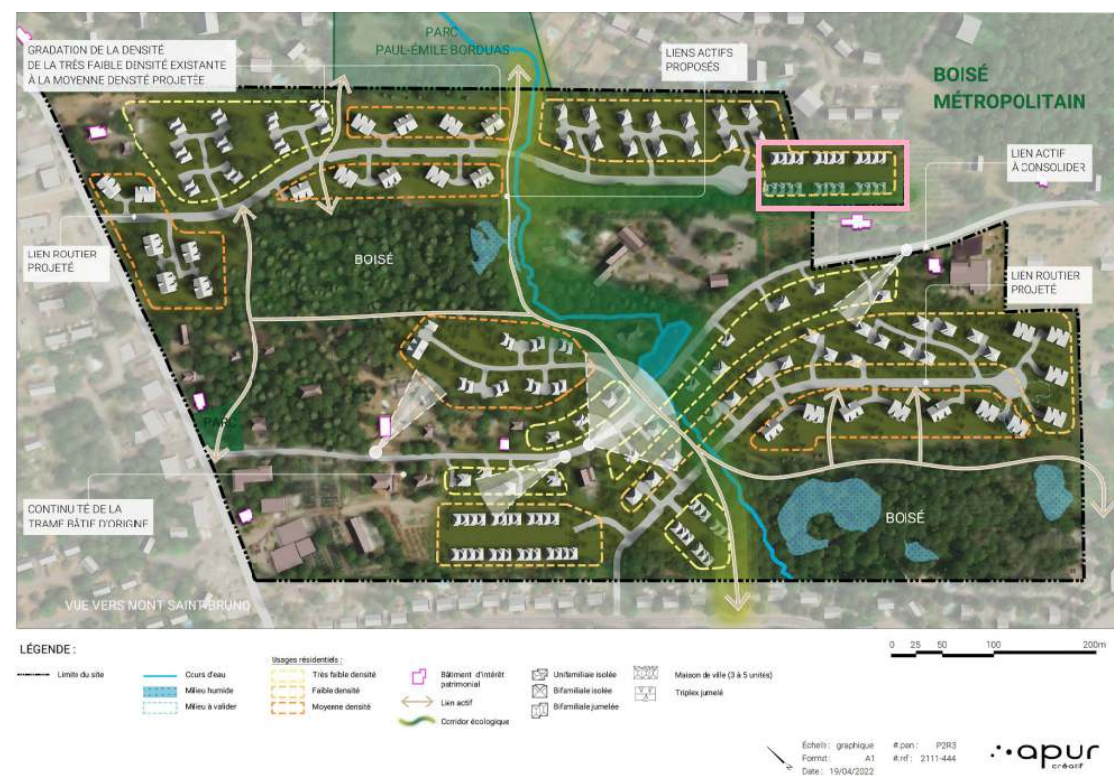 GRADATION DE LA DENSITÉ
DE LA TRÉS FAIBLE DENSITÉ EXISTANTE
À LA MOYENNE DENSITÉ PROJETÉE
PARC
PAUL-ÉMILE BORDUAS
LIENS ACTIFS
PROPOSÉS
BOISÉ
MÉTROPOLITAIN
LIEN ACTIF
À CONSOLIDER
LIEN ROUTIER
PROJETÉ
BOISÉ
LIEN ROUTIER
PROJETÉ
PARC
CONTINUITÉ DE LA
TRAME BÂTIE D'ORIGINE
BOISÉ
VUE VERS MONT SAINT-BRUNO
LÉGENDE :
Limite du site
Cours d'eau
Milieu humide
Milieu à valider
Usages résidentiels :
Très faible densité
Faible densité
Moyenne densité
Bâtiment d'intérêt
patrimonial
Lien actif
Corridor écologique
Unifamiliale isolée
Bifamiliale isolée
Bifamiliale jumelée
Maison de ville (3 à 5 unités)
Triplex jumelé
0 25 50 100 200m
Échelle : graphique
Format : A1
Date : 19/04/2022
#.pan : P2R3
#.ref : 2111-444
apur
créatif